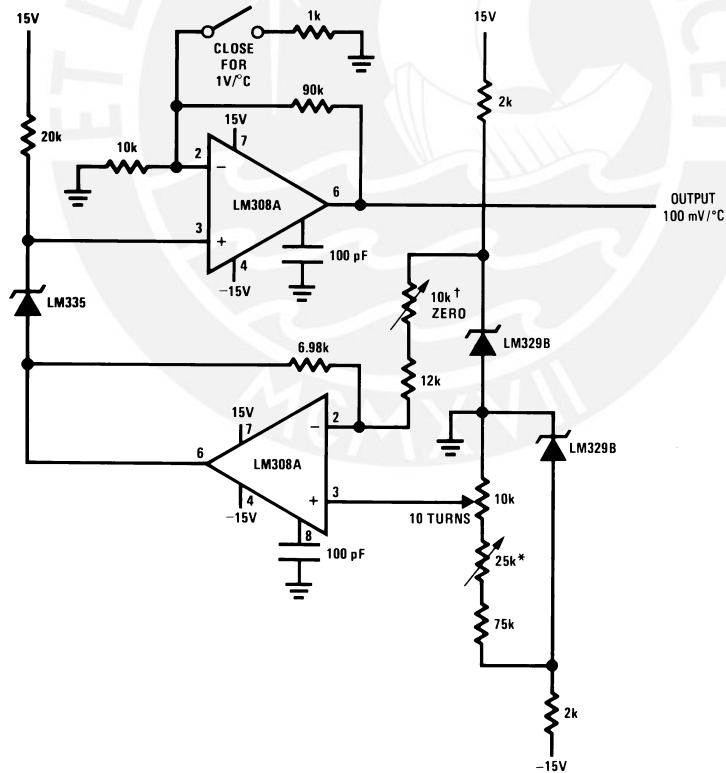 15V
1k
15V
CLOSE
FOR
1V/°C
90k
2k
20k
10k
15V
7
2
−
LM308A
6
3
+
4
−15V
100 pF
OUTPUT
100 mV/°C
LM335
10k†
ZERO
LM329B
6.98k
12k
15V
7
2
−
6
LM308A
LM329B
4
−15V
+
3
10 TURNS
10k
8
100 pF
25k*
75k
2k
−15V
MCMXVII